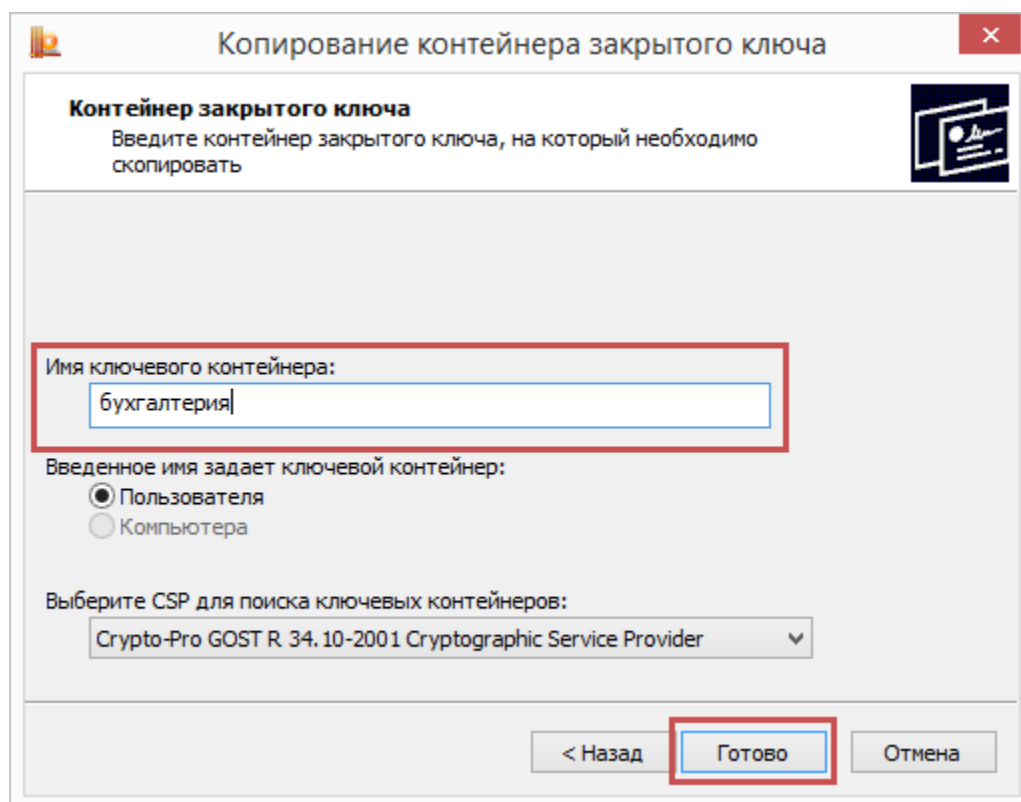 Копирование контейнера закрытого ключа
Контейнер закрытого ключа
Введите контейнер закрытого ключа, на который необходимо
скопировать
Имя ключевого контейнера:
бухгалтерия
Введенное имя задает ключевой контейнер:
Пользователя
Компьютера
Выберите CSP для поиска ключевых контейнеров:
Crypto-Pro GOST R 34.10-2001 Cryptographic Service Provider
< Назад
Готово
Отмена